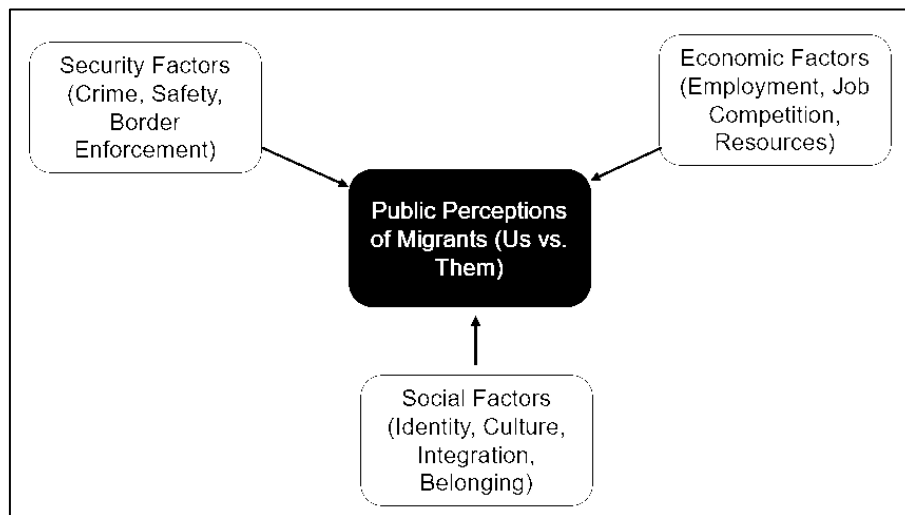 Security Factors
(Crime, Safety,
Border
Enforcement)
Economic Factors
(Employment, Job
Competition,
Resources)
Public Perceptions
of Migrants (Us vs.
Them)
Social Factors
(Identity, Culture,
Integration,
Belonging)